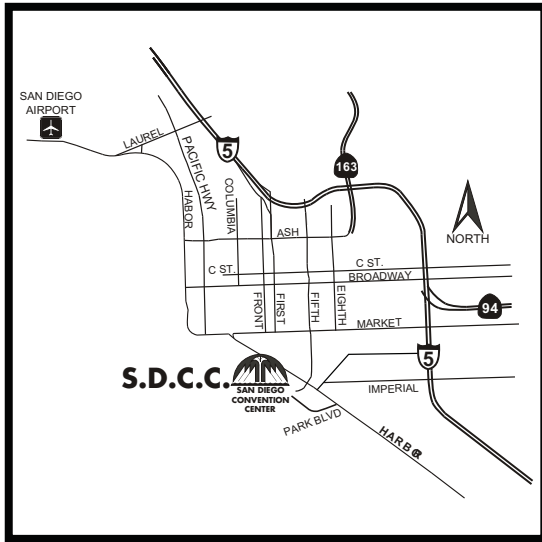 SAN DIEGO
AIRPORT
LAUREL
5
163
PACIFIC HWY
COLUMBIA
HABOR
ASH
NORTH
C ST.
C ST.
BROADWAY
FRONT
FIRST
FIFTH
EIGHTH
94
MARKET
5
S.D.C.C.
SAN DIEGO
CONVENTION
CENTER
IMPERIAL
PARK BLVD
HARBOR